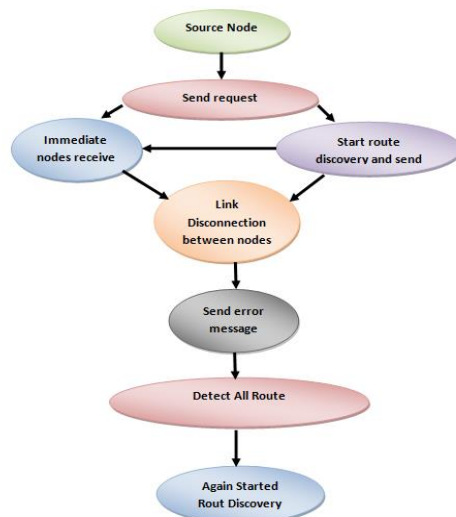 Source Node
Send request
Immediate
nodes receive
Start route
discovery and send
Link
Disconnection
between nodes
Send error
message
Detect All Route
Again Started
Rout Discovery